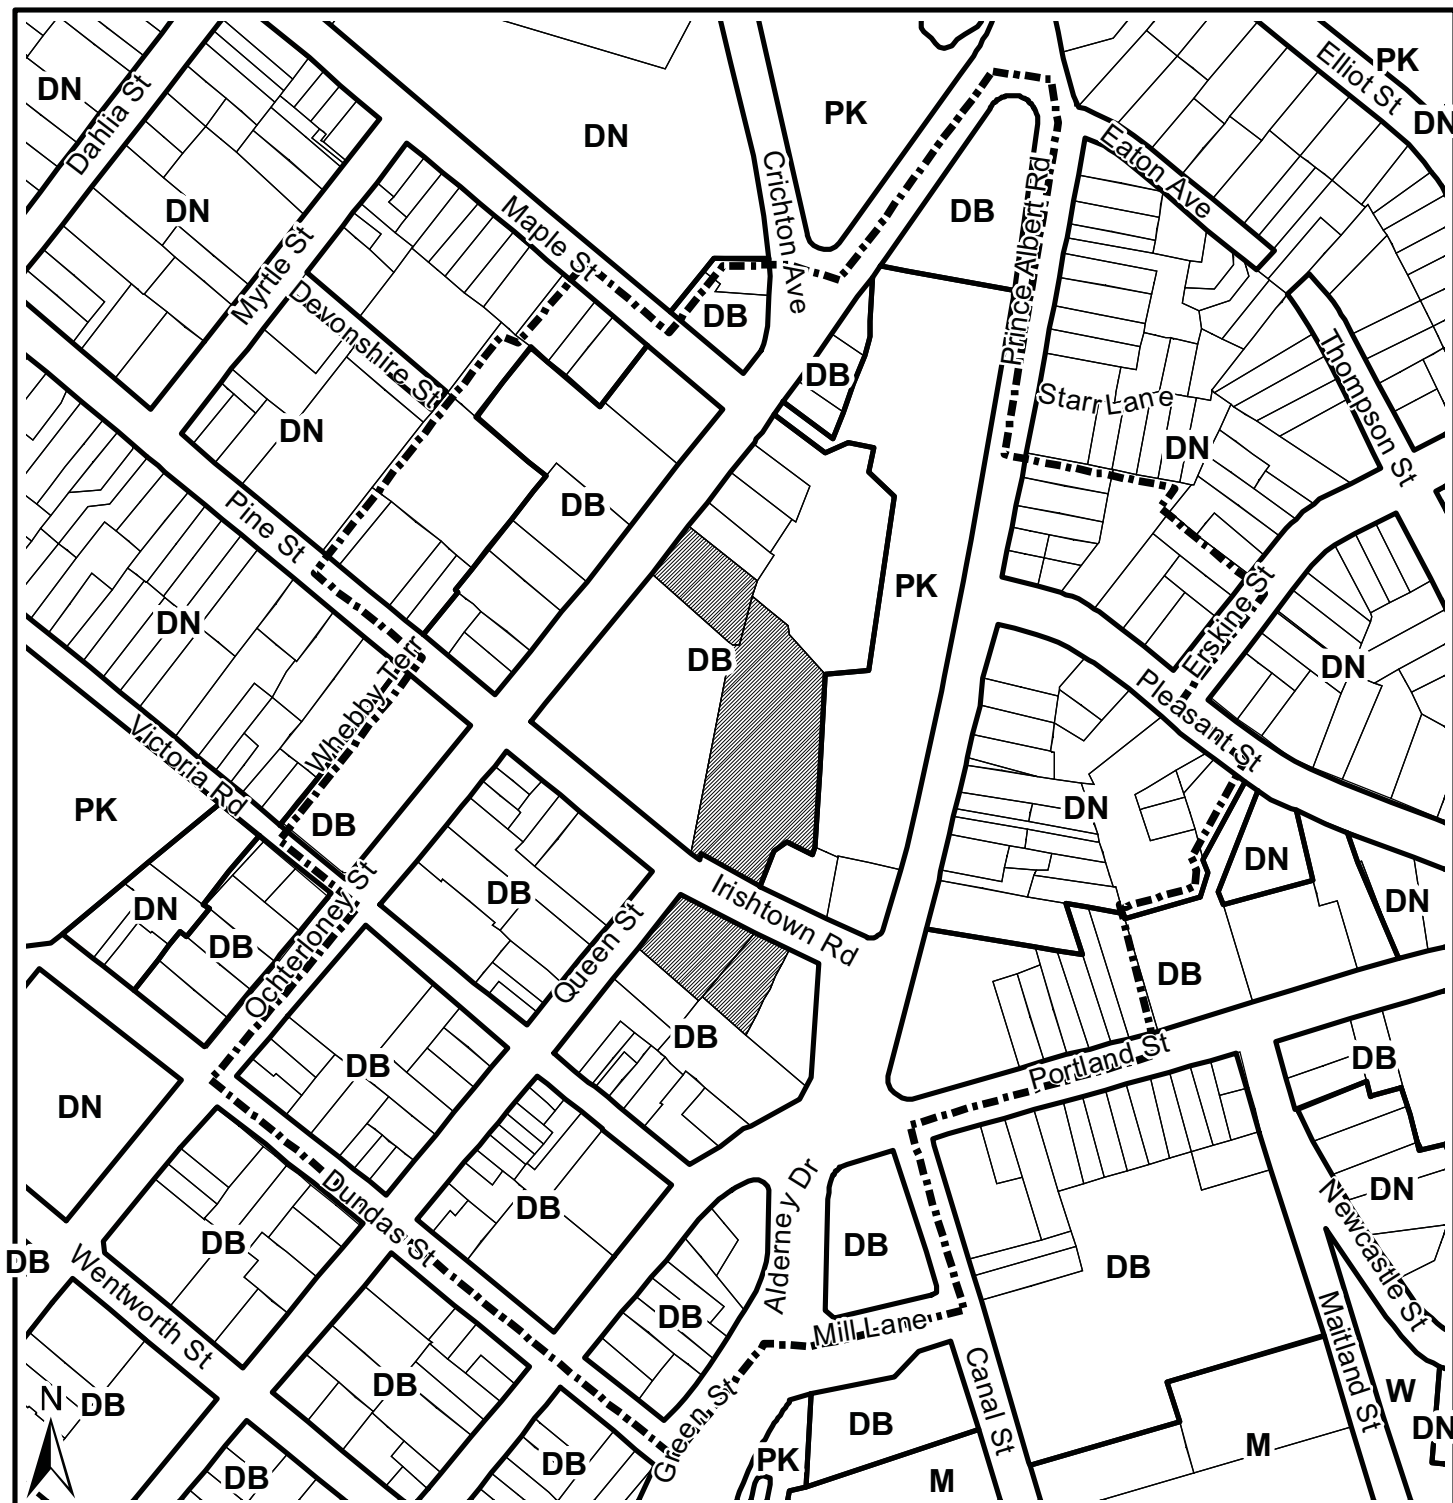 PK
Elliot St
DN
Dahlia St
PK
DN
DN
Eaton Ave
Crichton Ave
DN
DB
Maple St
Prince Albert Rd
Myrtle St
DB
Devonshire St
DB
Thompson St
Starr Lane
DN
DN
DB
Pine St
PK
Erskine St
DN
DB
DN
Whebby Terr
Pleasant St
Victoria Rd
PK
DN
DB
DN
DB
Irishtown Rd
DN
DN
Ochterloney St
DB
Queen St
DB
DB
Portland St
DB
DB
DN
DN
Dundas St
Alderney Dr
DB
DB
DB
Newcastle St
DB
DB
Wentworth St
DB
Mill Lane
Maitland St
Canal St
N
DB
DB
Green St
W
DB
DN
M
PK
DB
DB
M